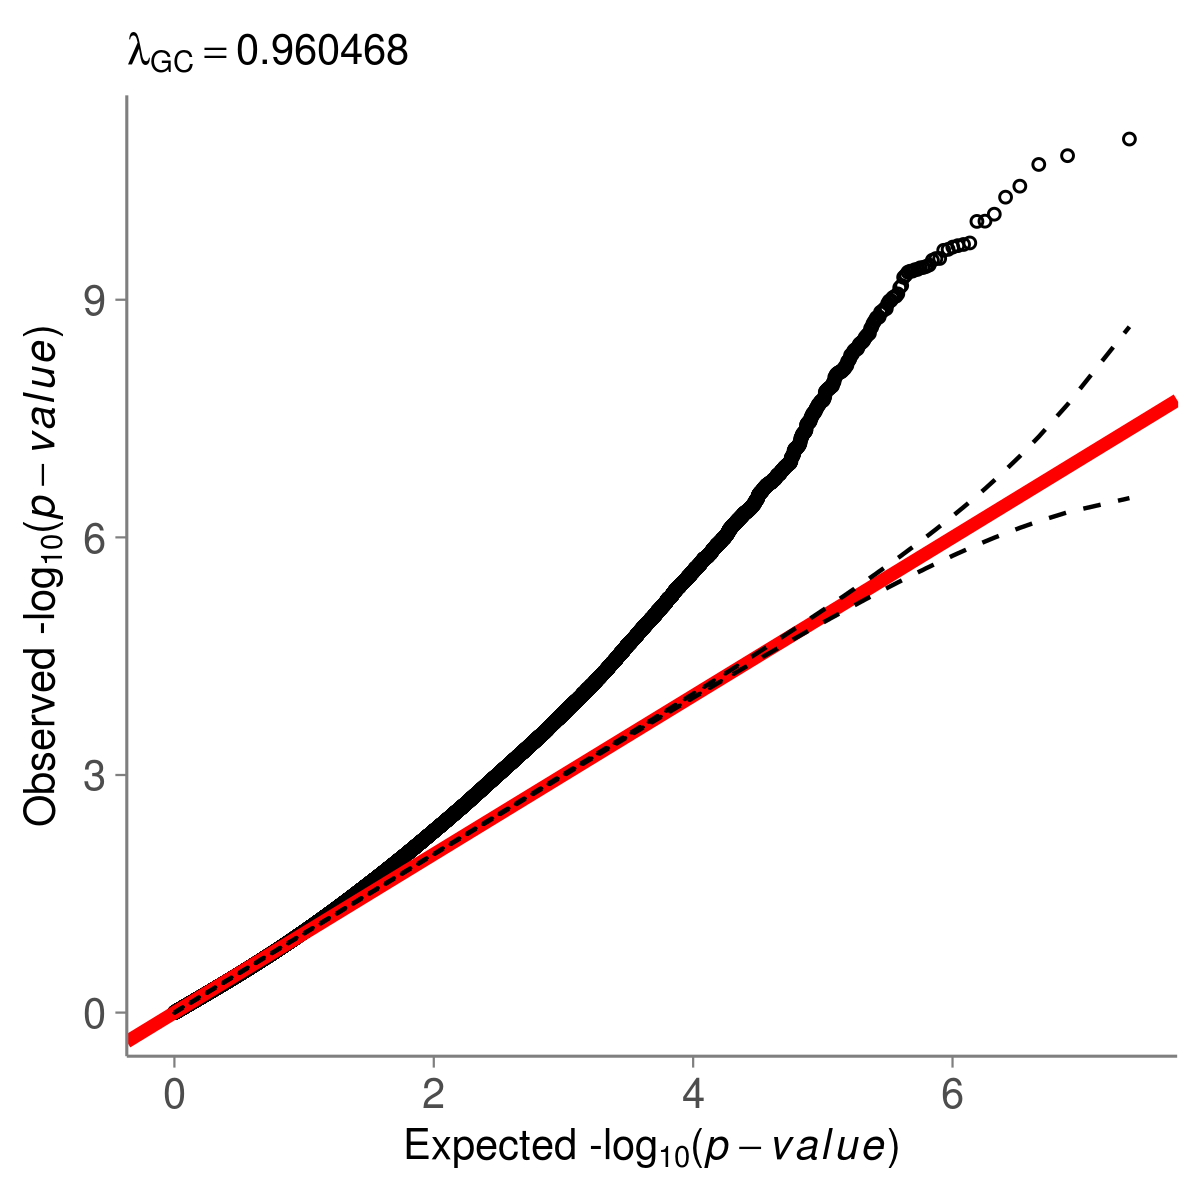 λGC = 0.960468
9
6
3
0
Observed -log10(p − value)
0 2 4 6
Expected -log10(p − value)